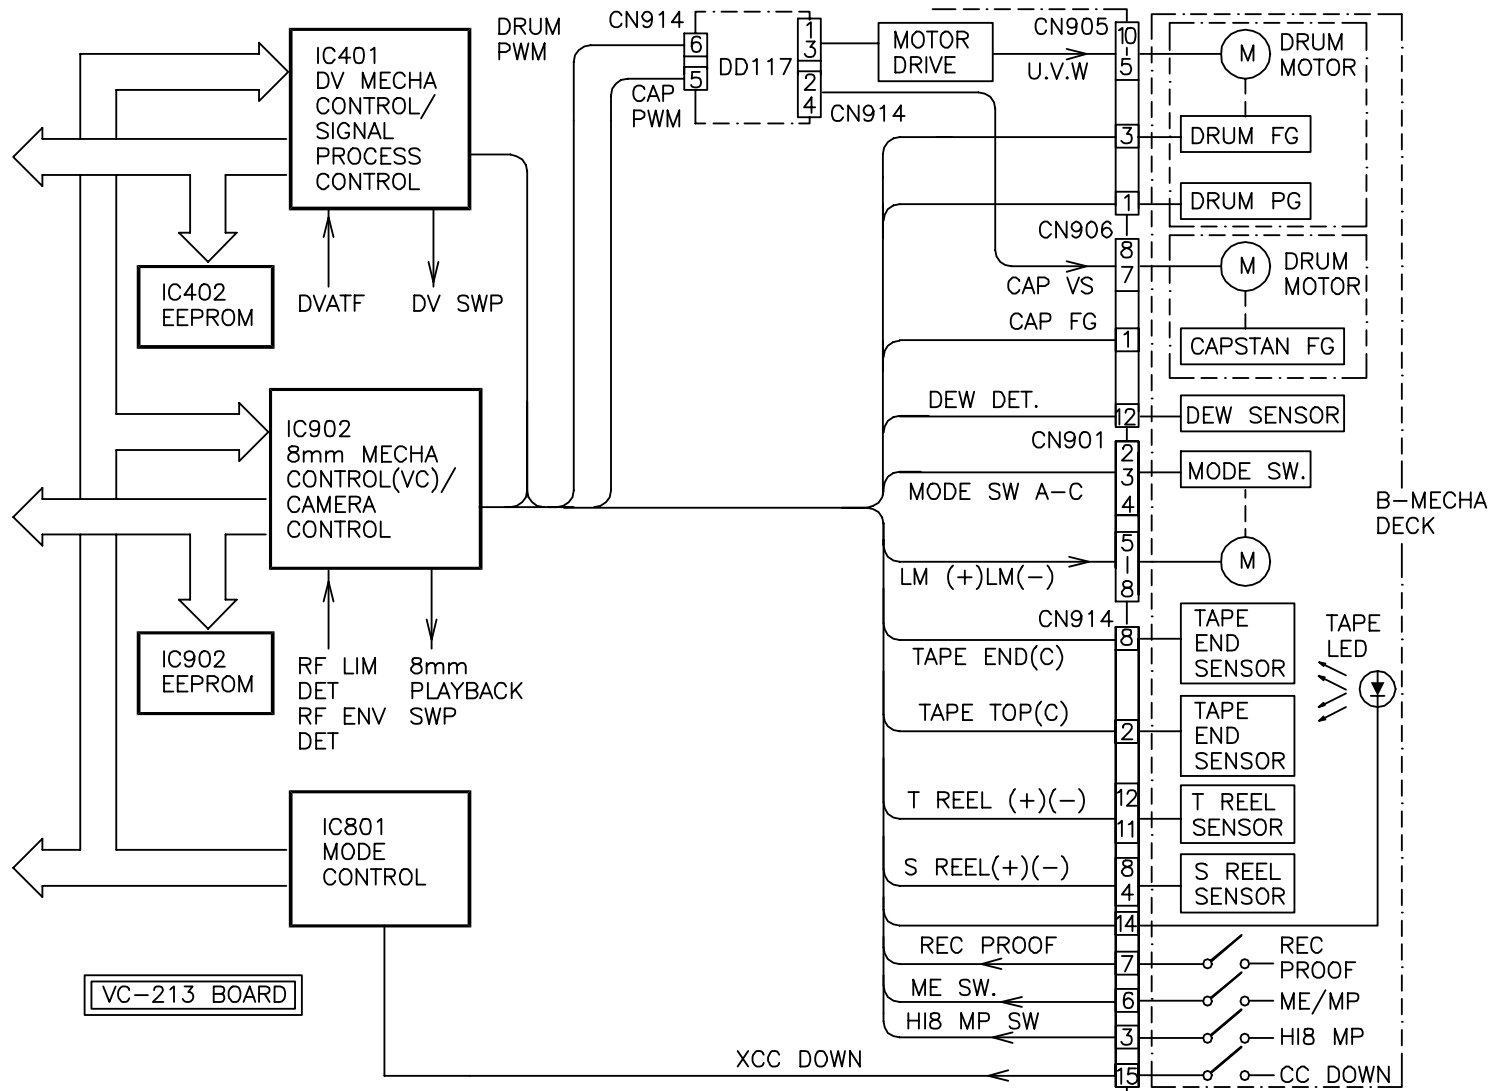 IC401
DV MECHA
CONTROL/
SIGNAL
PROCESS
CONTROL
IC402
EEPROM
DVATF
DV SWP
IC902
8mm MECHA
CONTROL(VC)/
CAMERA
CONTROL
IC902
EEPROM
RF LIM
DET
RF ENV
DET
8mm
PLAYBACK
SWP
IC801
MODE
CONTROL
VC-213 BOARD
DRUM
PWM
CN914
6
5
CAP
PWM
DD117
1
3
2
4
CN914
MOTOR
DRIVE
U.V.W
CN905
10
5
3
1
M
DRUM
MOTOR
DRUM FG
DRUM PG
CN906
8
7
CAP VS
M
DRUM
MOTOR
CAP FG
1
CAPSTAN FG
DEW DET.
12
DEW SENSOR
CN901
2
3
4
MODE SW A-C
MODE SW.
5
8
LM (+)LM(-)
M
B-MECHA
DECK
CN914
8
TAPE END(C)
TAPE
END
SENSOR
TAPE
LED
TAPE TOP(C)
2
TAPE
END
SENSOR
T REEL (+)(-)
12
11
T REEL
SENSOR
S REEL(+)(-)
8
4
S REEL
SENSOR
14
REC PROOF
7
REC
PROOF
ME SW.
6
ME/MP
HI8 MP SW
3
HI8 MP
XCC DOWN
15
CC DOWN